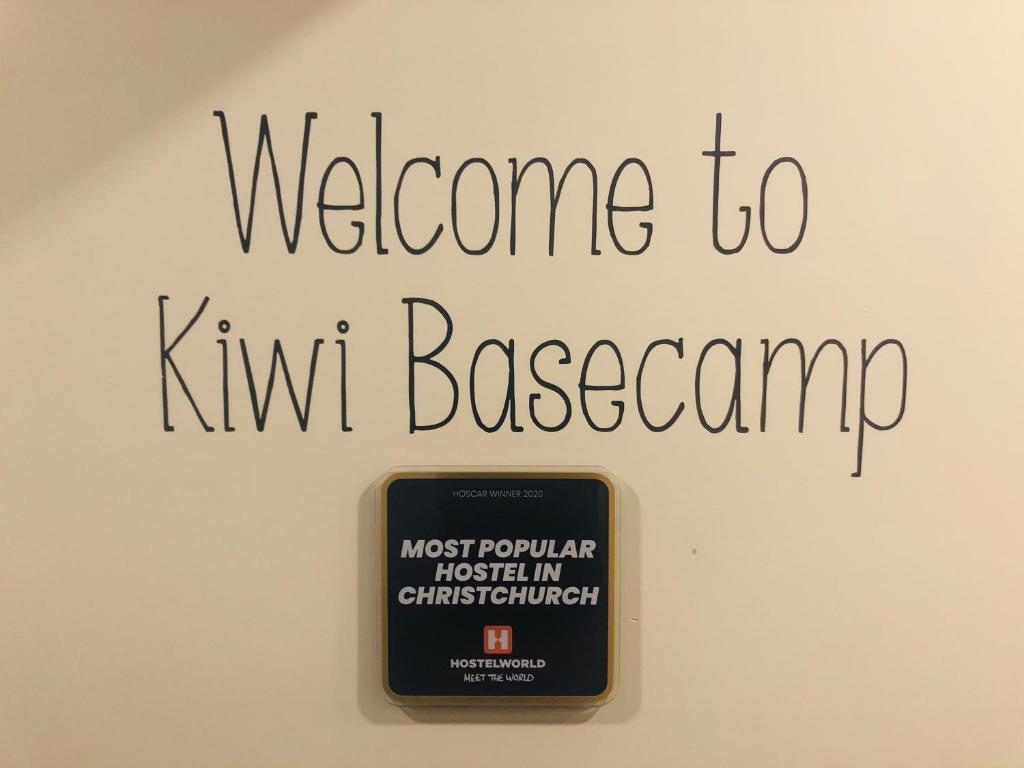 Welcome to
Kiwi Basecamp
HOSCAR WINNER 2020
MOST POPULAR
HOSTEL IN
CHRISTCHURCH
H
HOSTELWORLD
MEET THE WORLD